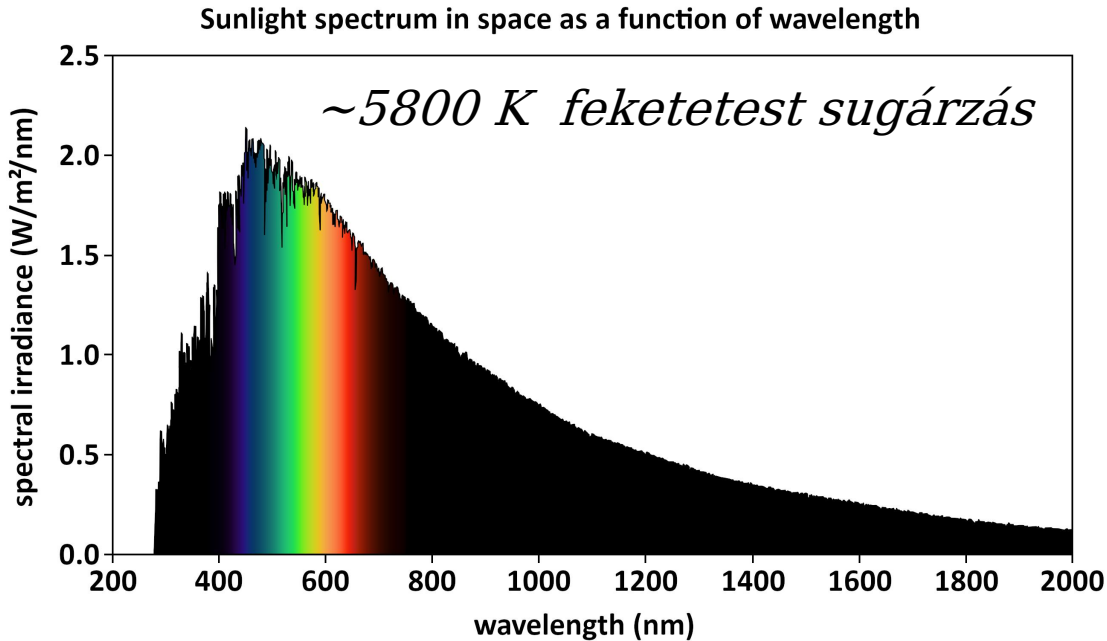 Sunlight spectrum in space as a function of wavelength
~5800 K feketetest sugárzás
spectral irradiance (W/m²/nm)
2.5
2.0
1.5
1.0
0.5
0.0
200 400 600 800 1000 1200 1400 1600 1800 2000
wavelength (nm)